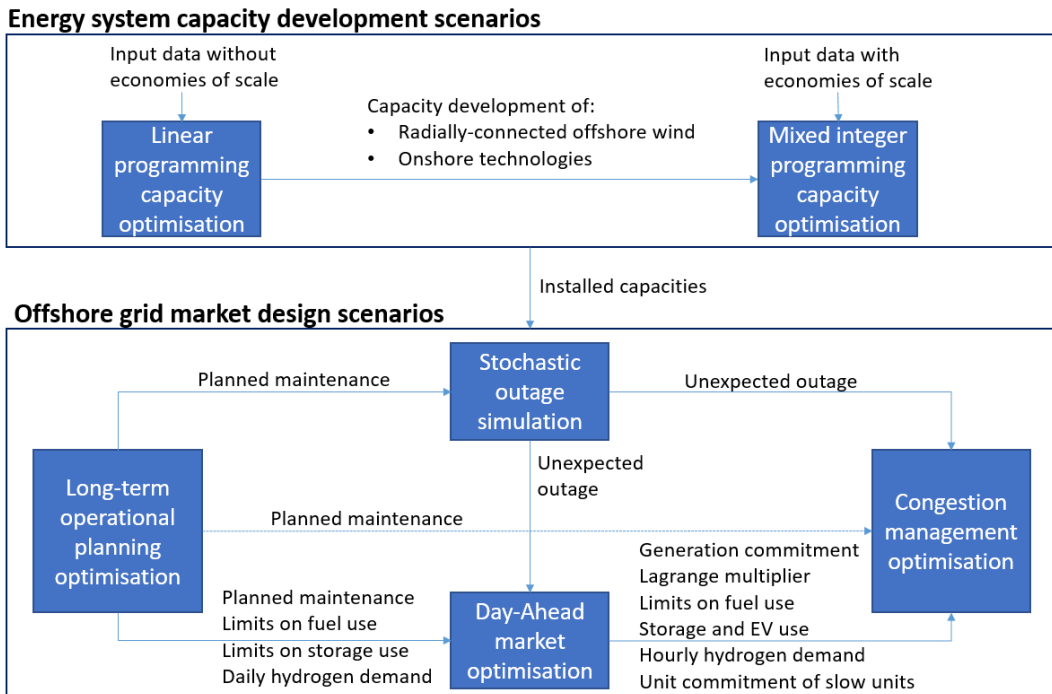 Energy system capacity development scenarios
Input data without
economies of scale
Input data with
economies of scale
Capacity development of:
• Radially-connected offshore wind
• Onshore technologies
Linear
programming
capacity
optimisation
Mixed integer
programming
capacity
optimisation
Installed capacities
Offshore grid market design scenarios
Planned maintenance
Stochastic
outage
simulation
Unexpected outage
Unexpected
outage
Long-term
operational
planning
optimisation
Planned maintenance
Congestion
management
optimisation
Planned maintenance
Limits on fuel use
Limits on storage use
Daily hydrogen demand
Day-Ahead
market
optimisation
Generation commitment
Lagrange multiplier
Limits on fuel use
Storage and EV use
Hourly hydrogen demand
Unit commitment of slow units